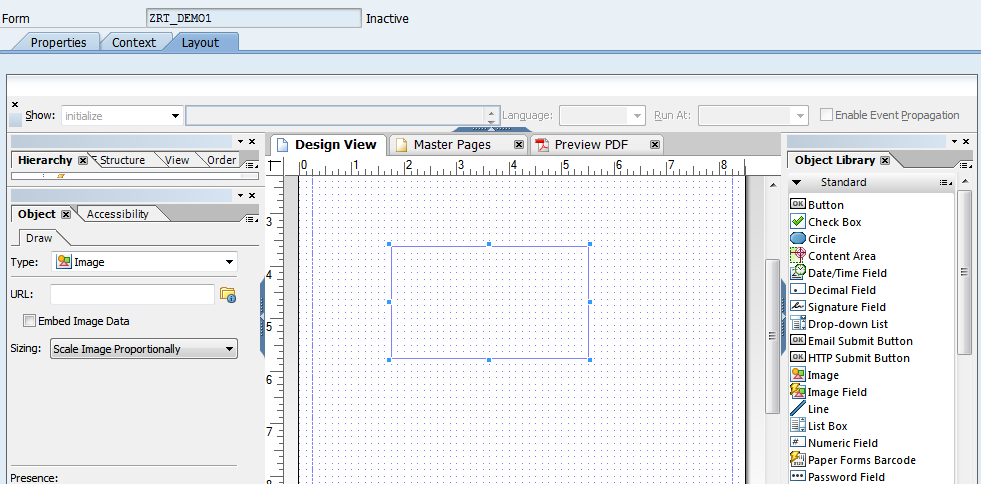 Form ZRT_DEMO1 Inactive
Properties Context Layout
Show: initialize Language: Run At: Enable Event Propagation
Hierarchy Structure View Order
Design View Master Pages Preview PDF
Object Library
0 1 2 3 4 5 6 7 8
Standard
Object Accessibility
Draw
Type: Image
URL:
Embed Image Data
Sizing: Scale Image Proportionally
Presence:
3
4
5
6
7
8
Button
Check Box
Circle
Content Area
Date/Time Field
Decimal Field
Signature Field
Drop-down List
Email Submit Button
HTTP Submit Button
Image
Image Field
Line
List Box
Numeric Field
Paper Forms Barcode
Password Field